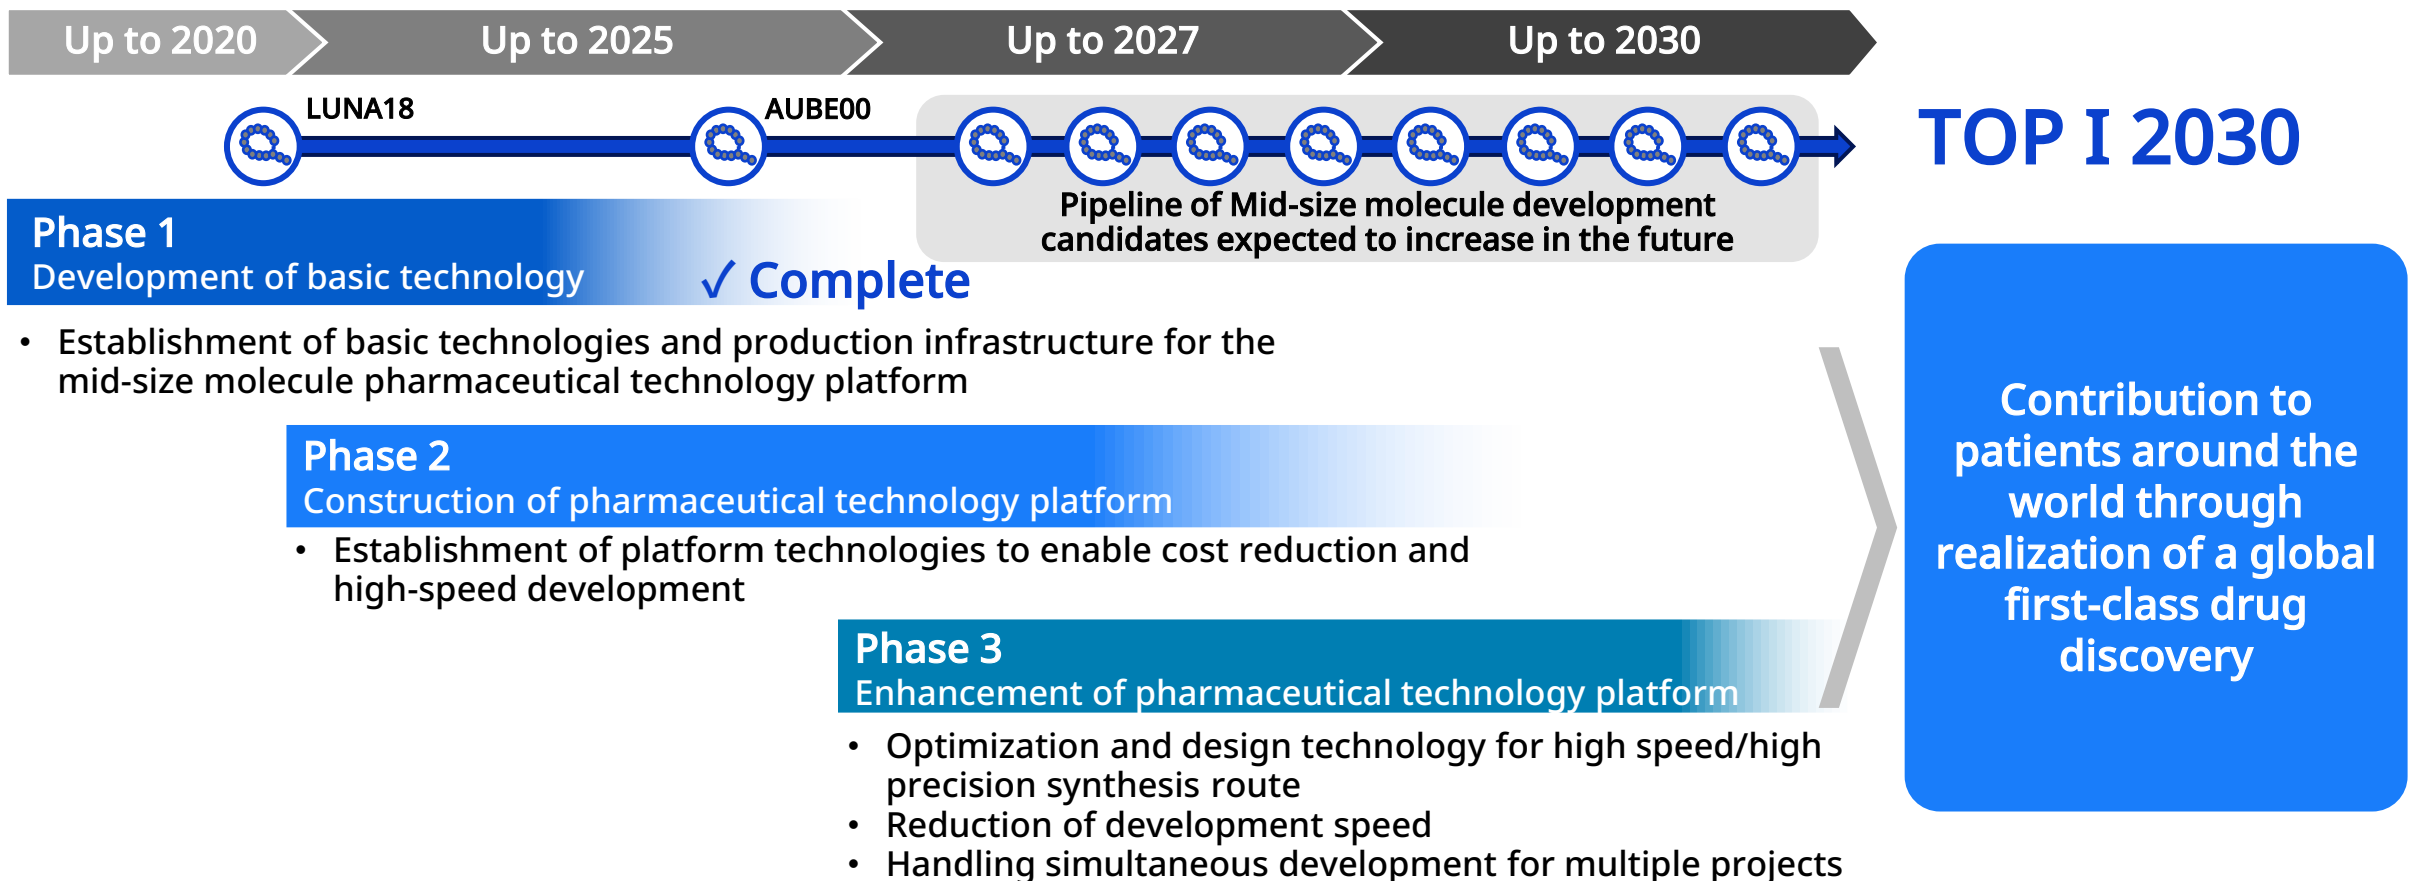 Up to 2020
Up to 2025
Up to 2027
Up to 2030
LUNA18
AUBE00
TOP I 2030
Pipeline of Mid-size molecule development
candidates expected to increase in the future
Phase 1
Development of basic technology
✓ Complete
• Establishment of basic technologies and production infrastructure for the
mid-size molecule pharmaceutical technology platform
Phase 2
Construction of pharmaceutical technology platform
• Establishment of platform technologies to enable cost reduction and
high-speed development
Phase 3
Enhancement of pharmaceutical technology platform
• Optimization and design technology for high speed/high
precision synthesis route
• Reduction of development speed
• Handling simultaneous development for multiple projects
Contribution to
patients around the
world through
realization of a global
first-class drug
discovery